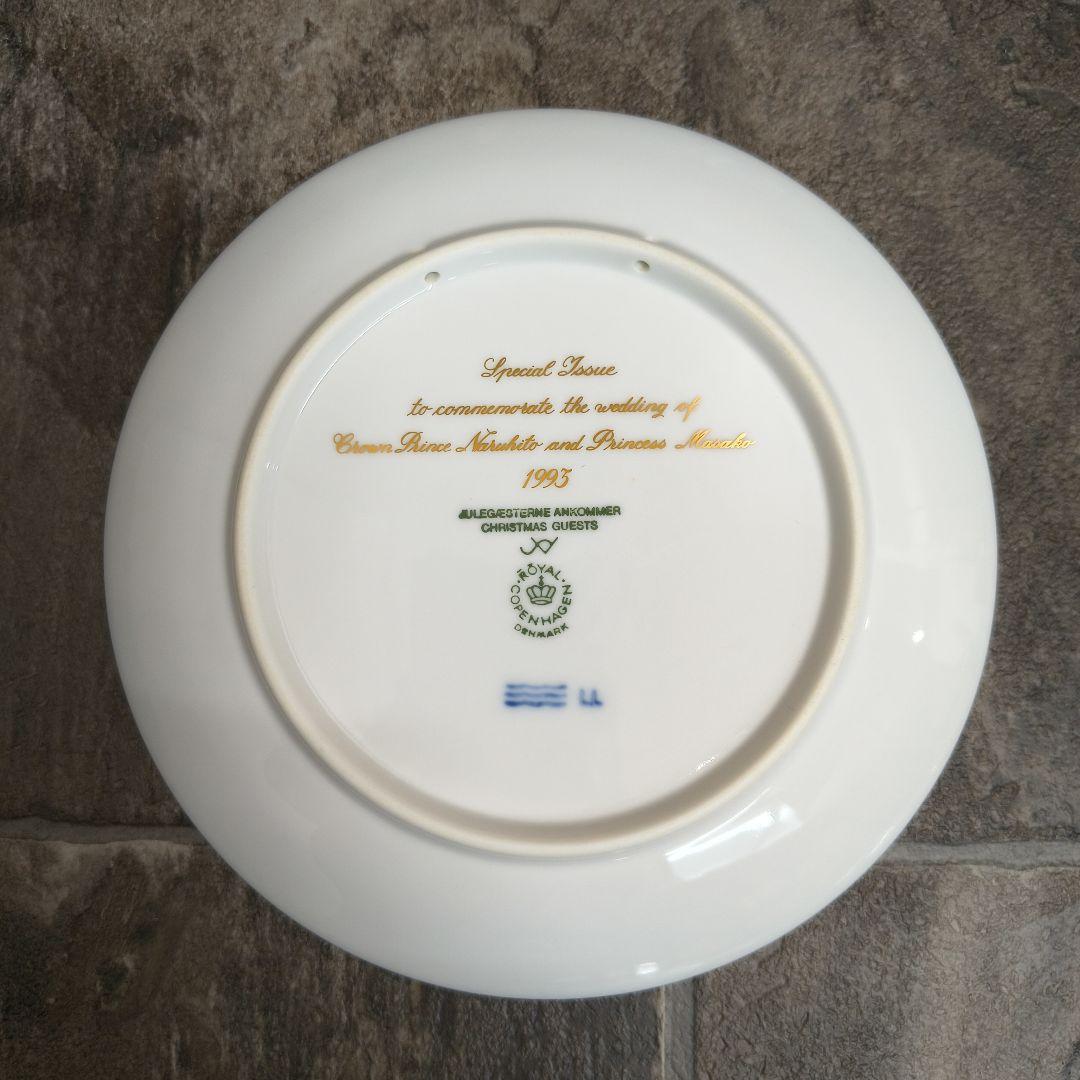 Special Issue
to commemorate the wedding of
Crown Prince Naruhito and Princess Masako
1993
JULEGÆSTERNE ANKOMMER
CHRISTMAS GUESTS
ROYAL
COPENHAGEN
DENMARK